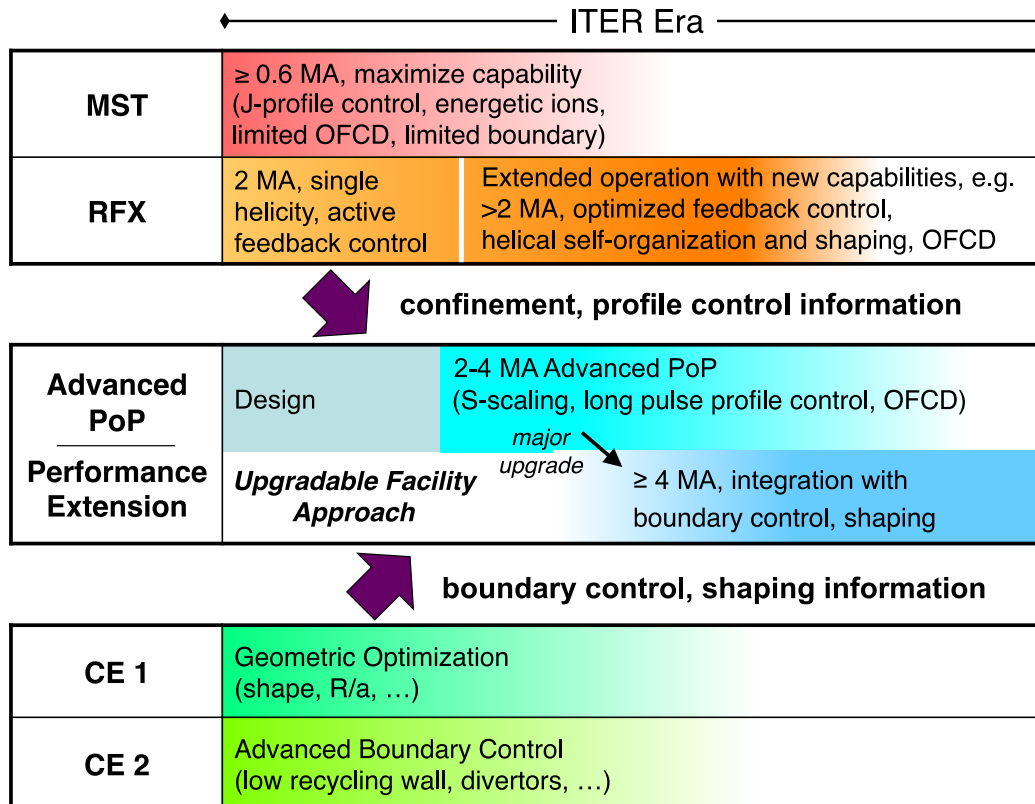 ITER Era
MST
≥ 0.6 MA, maximize capability
(J-profile control, energetic ions,
limited OFCD, limited boundary)
RFX
2 MA, single
helicity, active
feedback control
Extended operation with new capabilities, e.g.
>2 MA, optimized feedback control,
helical self-organization and shaping, OFCD
confinement, profile control information
Advanced
PoP
Performance
Extension
Design
2-4 MA Advanced PoP
(S-scaling, long pulse profile control, OFCD)
major
upgrade
Upgradable Facility
Approach
≥ 4 MA, integration with
boundary control, shaping
boundary control, shaping information
CE 1
Geometric Optimization
(shape, R/a, …)
CE 2
Advanced Boundary Control
(low recycling wall, divertors, …)